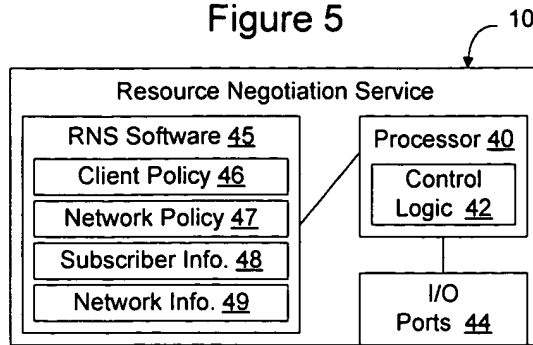 Figure 5
10
Resource Negotiation Service
RNS Software 45
Client Policy 46
Network Policy 47
Subscriber Info. 48
Network Info. 49
Processor 40
Control
Logic 42
I/O
Ports 44